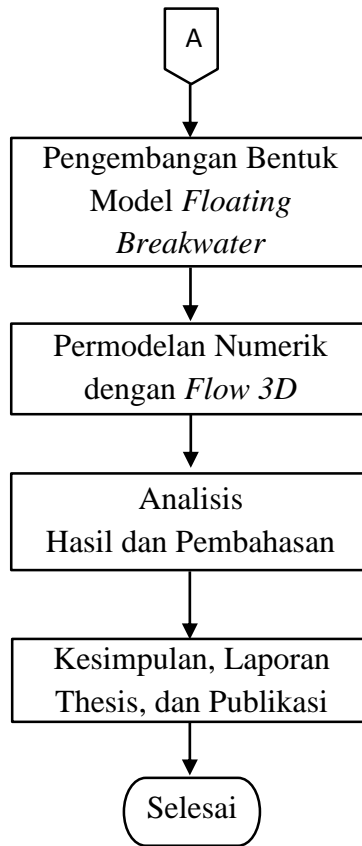 A
Pengembangan Bentuk
Model Floating
Breakwater
Permodelan Numerik
dengan Flow 3D
Analisis
Hasil dan Pembahasan
Kesimpulan, Laporan
Thesis, dan Publikasi
Selesai